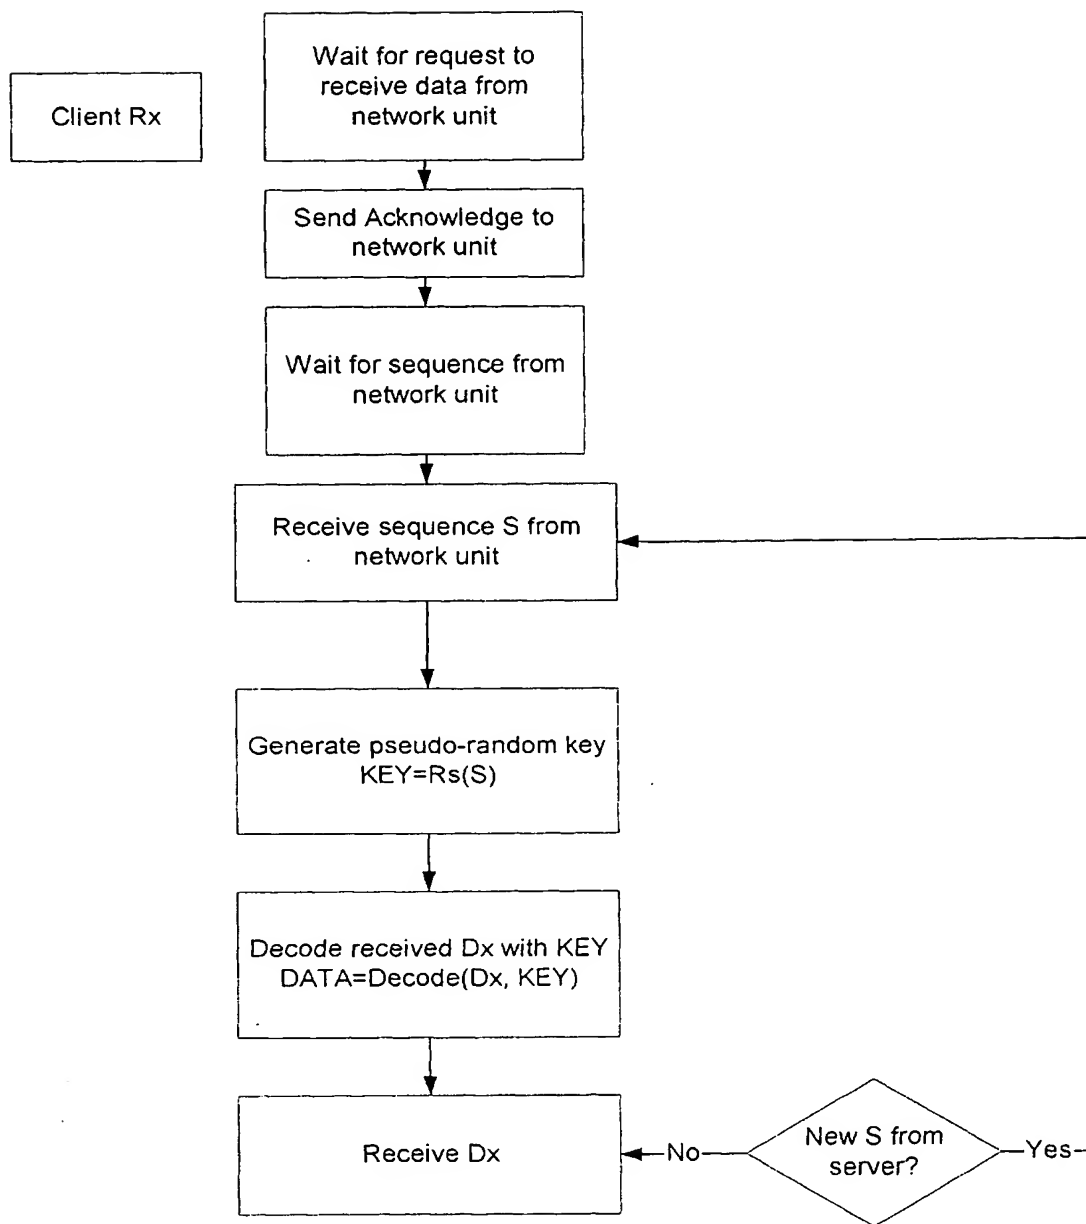 Client Rx
Wait for request to
receive data from
network unit
Send Acknowledge to
network unit
Wait for sequence from
network unit
Receive sequence S from
network unit
Generate pseudo-random key
KEY=Rs(S)
Decode received Dx with KEY
DATA=Decode(Dx, KEY)
Receive Dx
No
New S from
server?
Yes